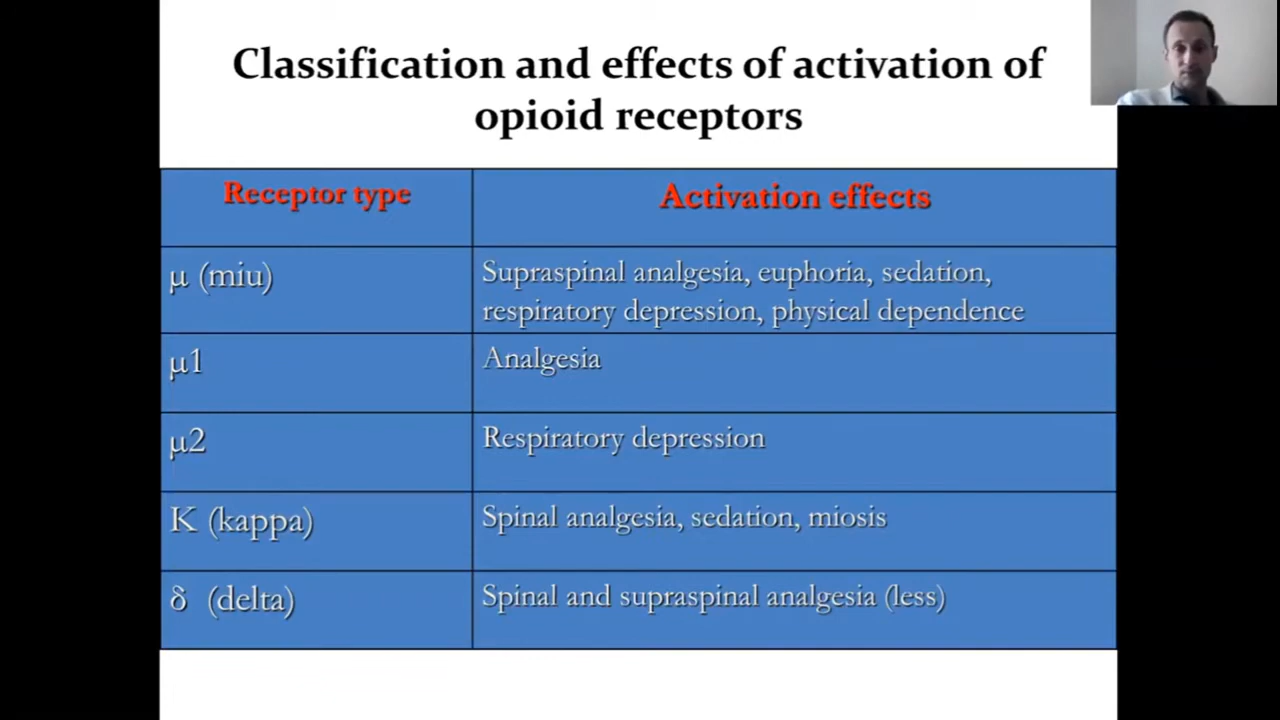 Classification and effects of activation of
opioid receptors
Receptor type
Activation effects
μ (miu)
Supraspinal analgesia, euphoria, sedation,
respiratory depression, physical dependence
μ1
Analgesia
μ2
Respiratory depression
K (kappa)
Spinal analgesia, sedation, miosis
δ (delta)
Spinal and supraspinal analgesia (less)